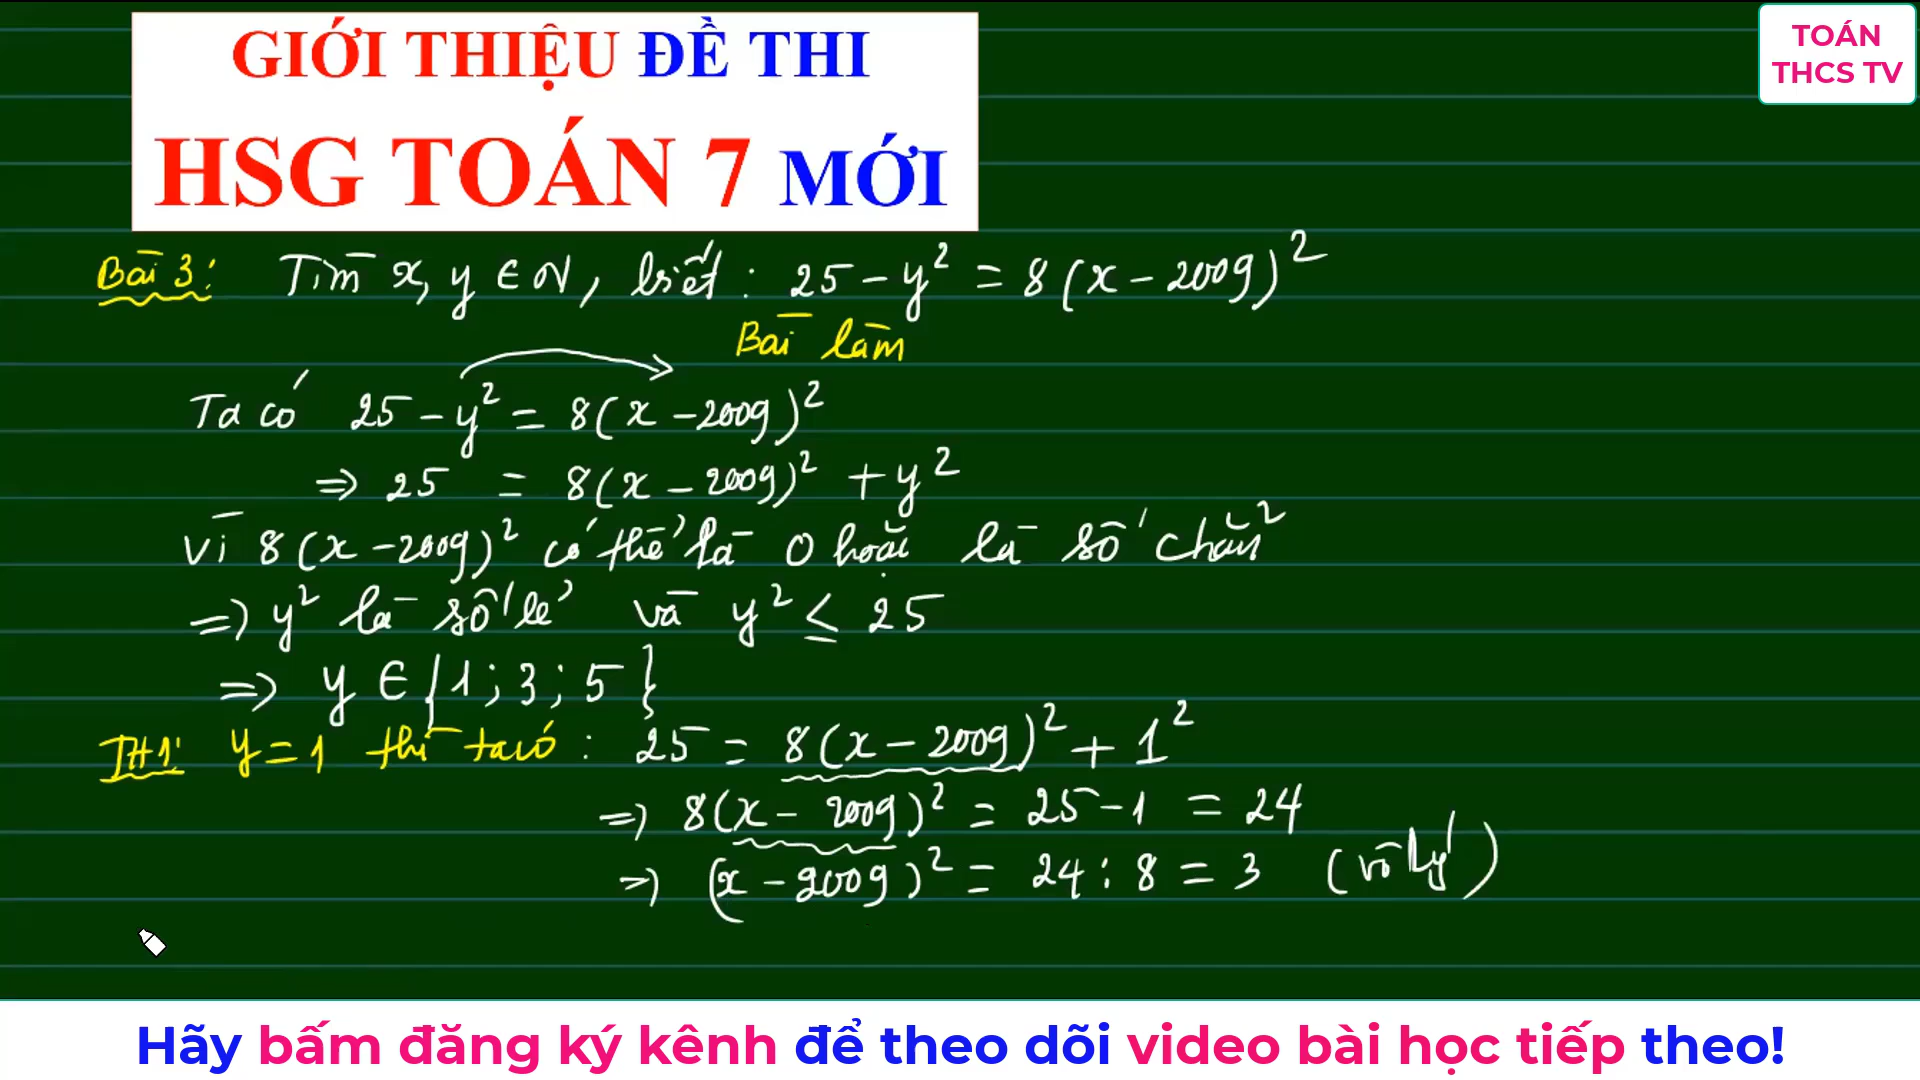 GIỚI THIỆU ĐỀ THI
HSG TOÁN 7 MỚI
TOÁN
THCS TV
Bài 3: Tìm x, y ∈ N, biết: 25 - y² = 8(x - 2009)²
Bài làm
Ta có 25 - y² = 8(x - 2009)²
⇒ 25 = 8(x - 2009)² + y²
Vì 8(x - 2009)² có thể là 0 hoặc là số chẵn
⇒ y² là số lẻ và y² ≤ 25
⇒ y ∈ {1; 3; 5}
TH1: y = 1 thì ta có: 25 = 8(x - 2009)² + 1²
⇒ 8(x - 2009)² = 25 - 1 = 24
⇒ (x - 2009)² = 24 : 8 = 3 (vô lý)
Hãy bấm đăng ký kênh để theo dõi video bài học tiếp theo!